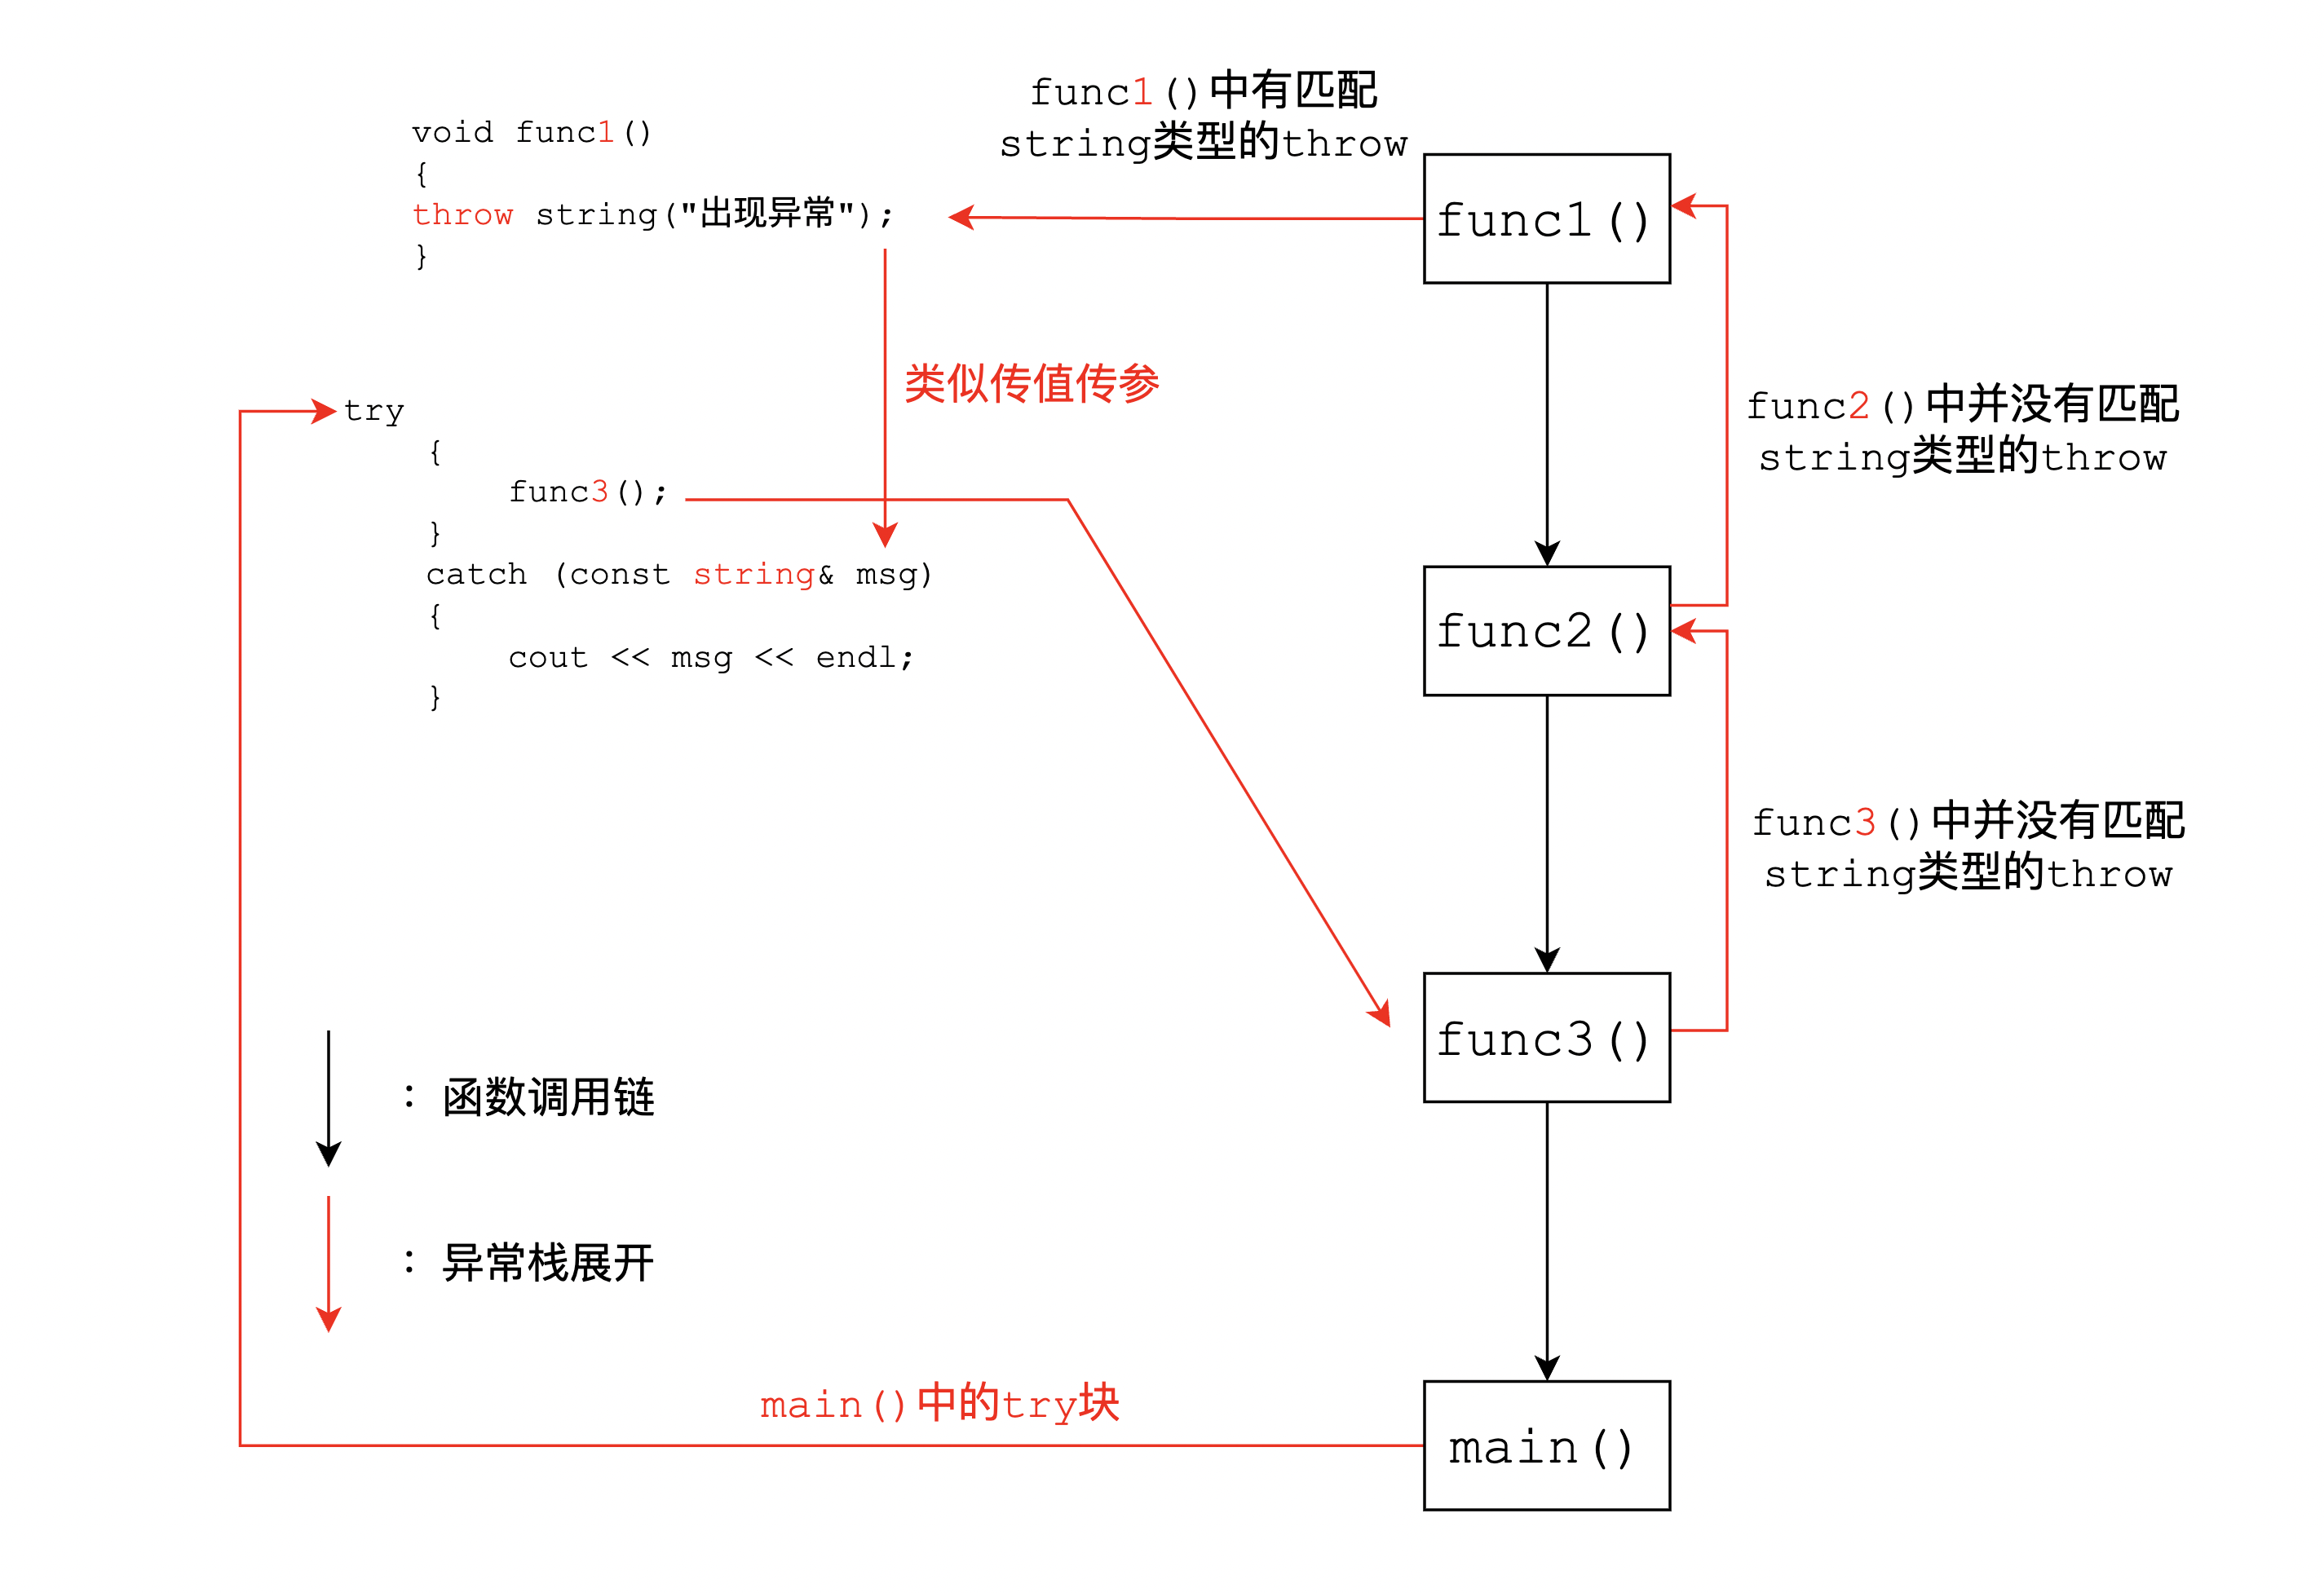 func1()中有匹配
string类型的throw
void func1()
{
throw string("出现异常");
}
func1()
类似传值传参
try
{
func3();
}
catch (const string& msg)
{
cout << msg << endl;
}
func2()中并没有匹配
string类型的throw
func2()
func3()中并没有匹配
string类型的throw
func3()
：函数调用链
：异常栈展开
main()中的try块
main()